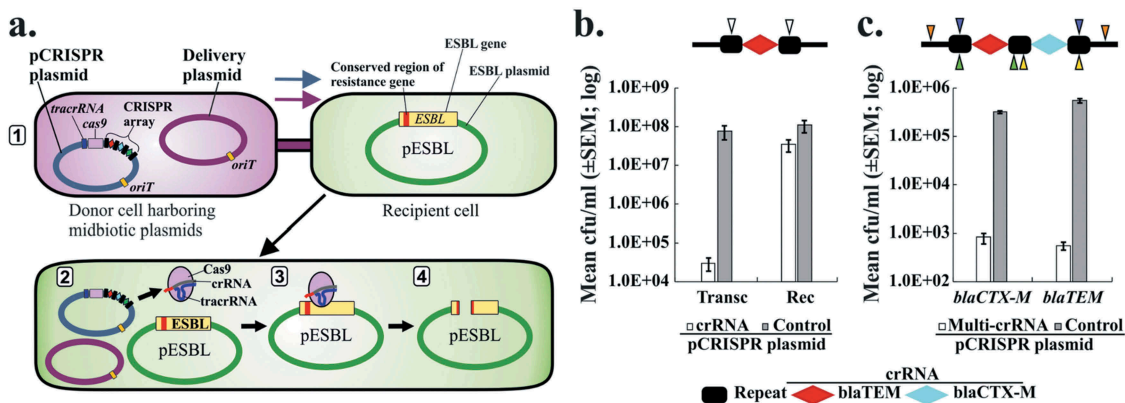 a.
pCRISPR
plasmid
Delivery
plasmid
tracrRNA
cas9
CRISPR
array
oriT
oriT
1
Donor cell harboring
midbiotic plasmids
Conserved region of
resistance gene
ESBL gene
ESBL plasmid
ESBL
pESBL
Recipient cell
2
Cas9
crRNA
tracrRNA
ESBL
pESBL
3
pESBL
4
pESBL
b.
Mean cfu/ml (±SEM; log)
1.0E+09
1.0E+08
1.0E+07
1.0E+06
1.0E+05
1.0E+04
Transc Rec
crRNA Control
pCRISPR plasmid
c.
Mean cfu/ml (±SEM; log)
1.0E+06
1.0E+05
1.0E+04
1.0E+03
1.0E+02
blaCTX-M blaTEM
Multi-crRNA Control
pCRISPR plasmid
crRNA
Repeat blaTEM blaCTX-M